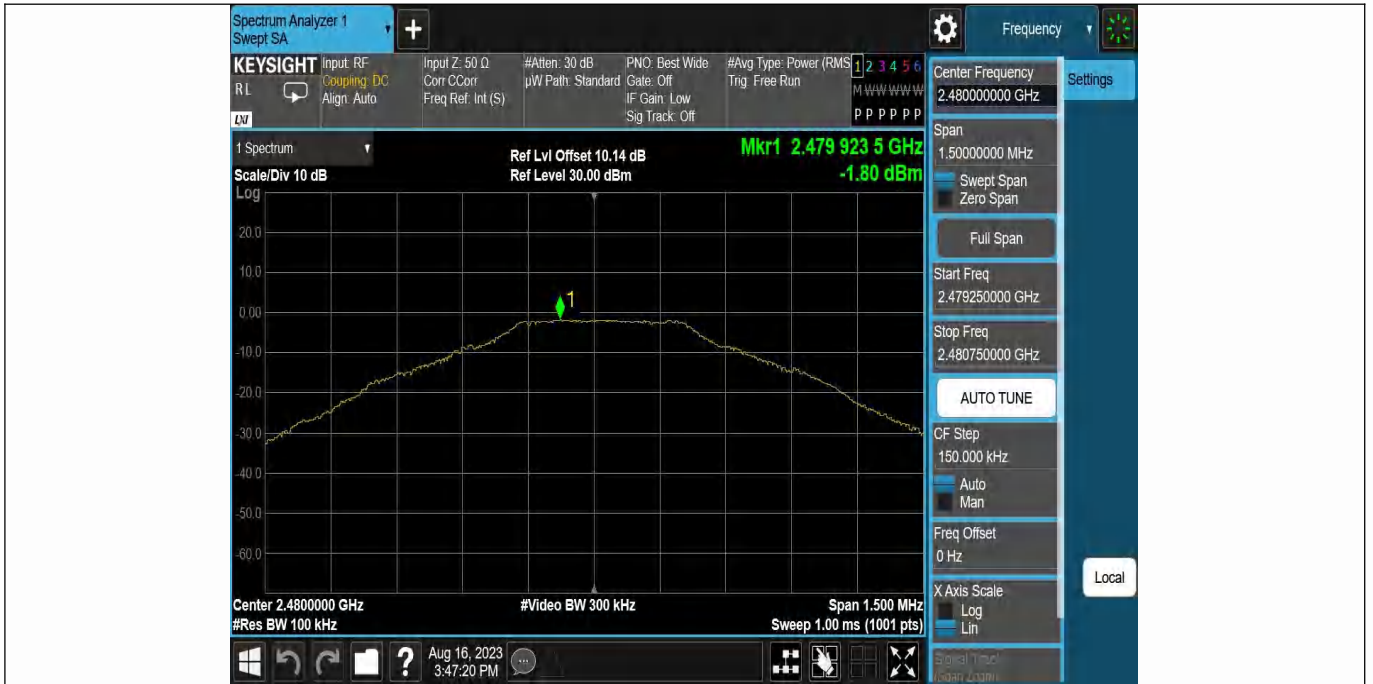 Spectrum Analyzer 1
Swept SA
+
Frequency
KEYSIGHT
RL
LXI
Input: RF
Coupling: DC
Align: Auto
Input Z: 50 Ω
Corr CCorr
Freq Ref: Int (S)
#Atten: 30 dB
µW Path: Standard
PNO: Best Wide
Gate: Off
IF Gain: Low
Sig Track: Off
#Avg Type: Power (RMS
Trig: Free Run
1 2 3 4 5 6
M W W W W W
P P P P P P
1 Spectrum
Scale/Div 10 dB
Ref Lvl Offset 10.14 dB
Ref Level 30.00 dBm
Mkr1 2.479 923 5 GHz
-1.80 dBm
Log
20.0
10.0
0.00
-10.0
-20.0
-30.0
-40.0
-50.0
-60.0
1
Center 2.4800000 GHz
#Res BW 100 kHz
#Video BW 300 kHz
Span 1.500 MHz
Sweep 1.00 ms (1001 pts)
Center Frequency
2.480000000 GHz
Settings
Span
1.50000000 MHz
Swept Span
Zero Span
Full Span
Start Freq
2.479250000 GHz
Stop Freq
2.480750000 GHz
AUTO TUNE
CF Step
150.000 kHz
Auto
Man
Freq Offset
0 Hz
X Axis Scale
Log
Lin
Signal Track
(Span Zoom)
Local
?
Aug 16, 2023
3:47:20 PM